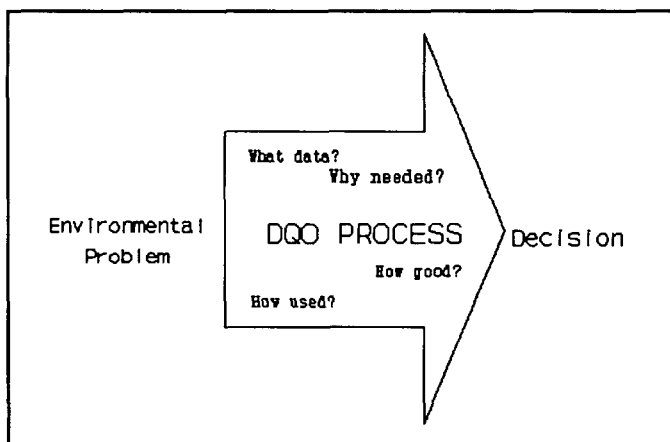 What data?
Why needed?
Environmental
Problem
DQO PROCESS
Decision
How good?
How used?